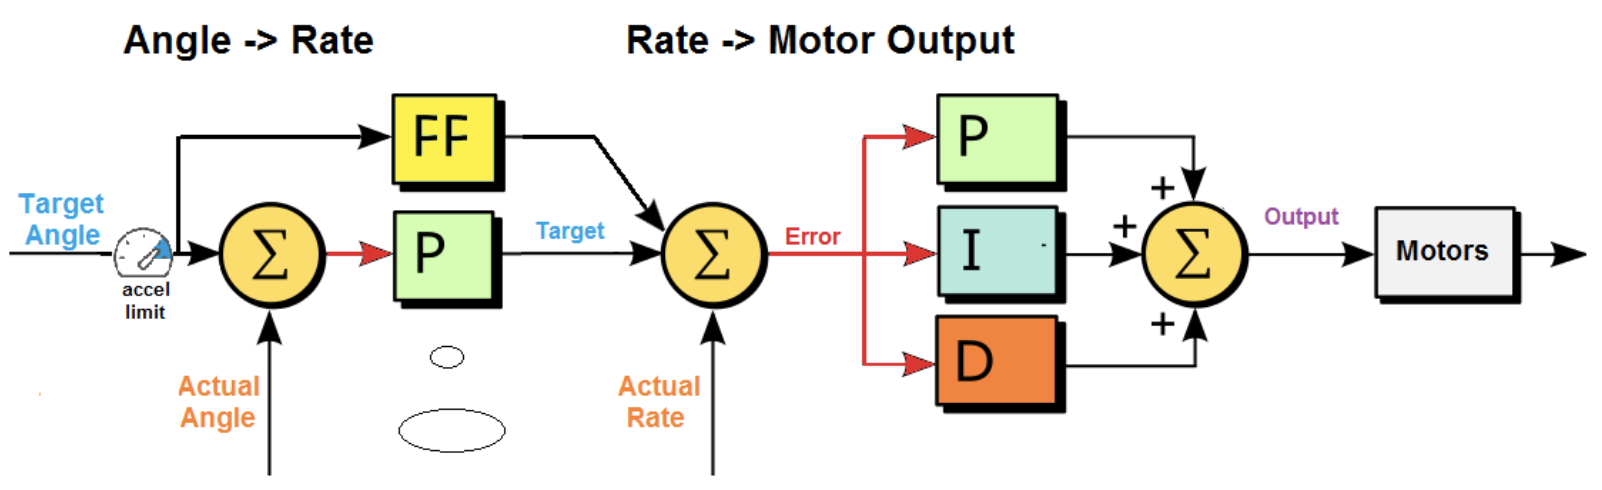 Angle -> Rate
Rate -> Motor Output
FF
P
Target
Angle
accel
limit
Σ
P
Target
Σ
Error
Actual
Angle
Actual
Rate
P
I
D
+
+
+
Σ
Output
Motors